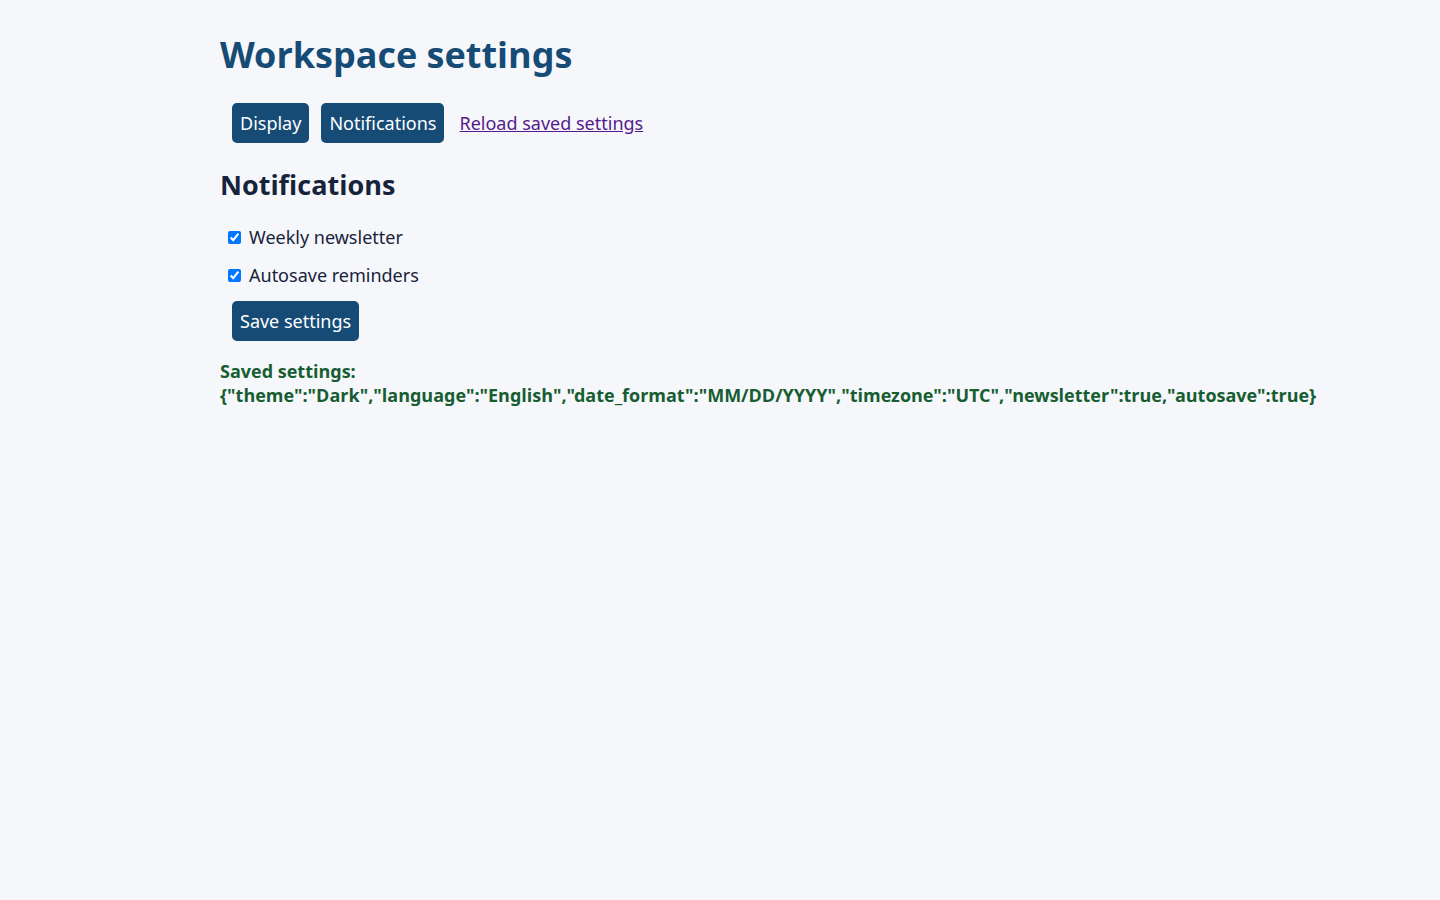 Workspace settings
Display Notifications Reload saved settings
Notifications
Weekly newsletter
Autosave reminders
Save settings
Saved settings:
{"theme":"Dark","language":"English","date_format":"MM/DD/YYYY","timezone":"UTC","newsletter":true,"autosave":true}